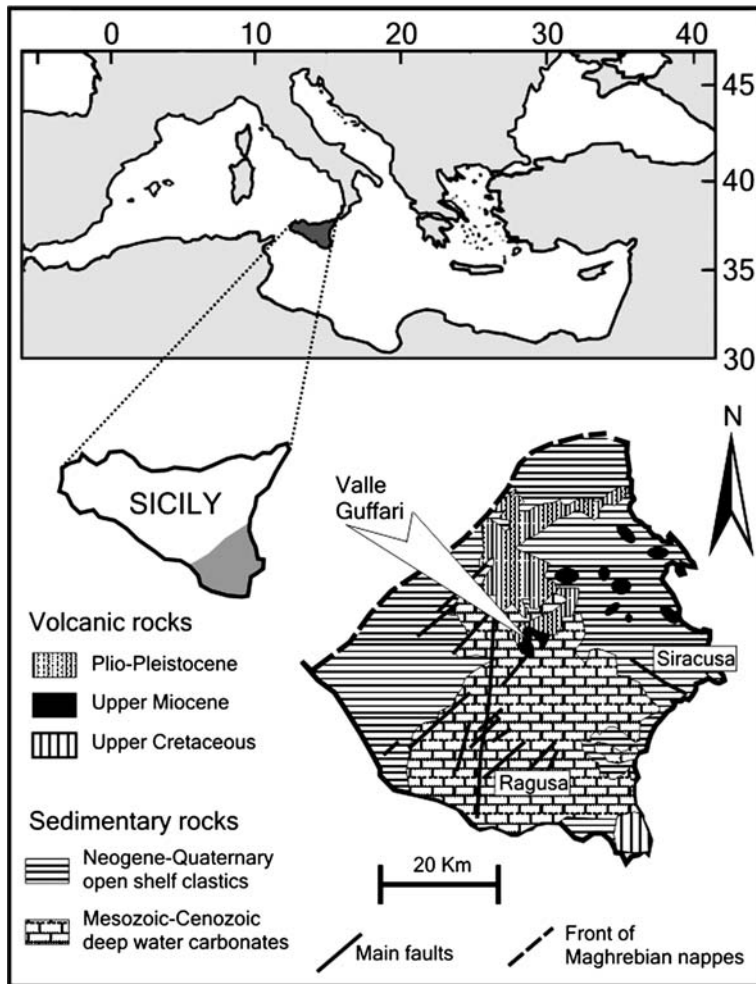 0 10 20 30 40
45
40
35
30
N
SICILY
Valle
Guffari
Siracusa
Ragusa
Volcanic rocks
Plio-Pleistocene
Upper Miocene
Upper Cretaceous
Sedimentary rocks
Neogene-Quaternary
open shelf clastics
Mesozoic-Cenozoic
deep water carbonates
20 Km
Main faults
Front of
Maghrebian nappes